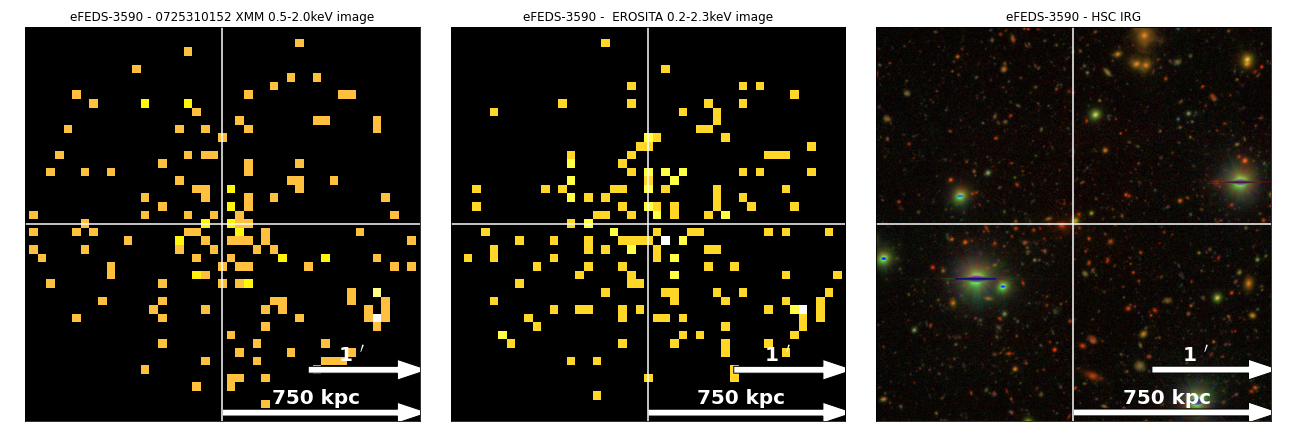 eFEDS-3590 - 0725310152 XMM 0.5-2.0keV image
eFEDS-3590 - EROSITA 0.2-2.3keV image
eFEDS-3590 - HSC IRG
1 ′
750 kpc
1 ′
750 kpc
1 ′
750 kpc